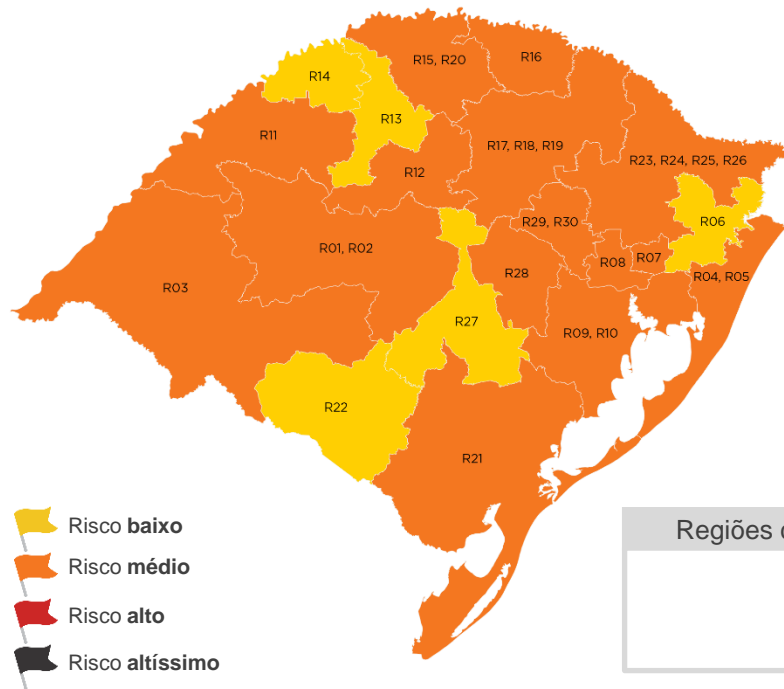 R15, R20
R16
R14
R13
R11
R17, R18, R19
R12
R23, R24, R25, R26
R06
R29, R30
R01, R02
R08
R07
R28
R04, R05
R03
R27
R09, R10
R22
R21
Risco baixo
Risco médio
Risco alto
Risco altíssimo
Regiões